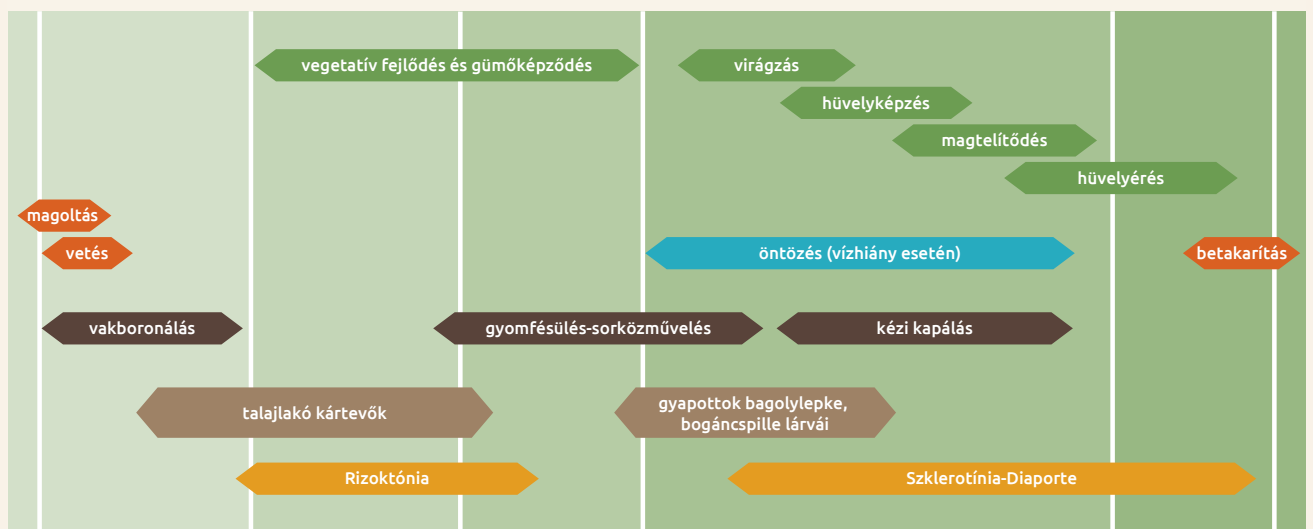 vegetatív fejlődés és gümőképződés
virágzás
hüvelyképzés
magtelítődés
hüvelyérés
magoltás
vetés
öntözés (vízhiány esetén)
betakarítás
vakboronálás
gyomfésülés-sorközművelés
kézi kapálás
talajlakó kártevők
gyapottok bagolylepke,
bogáncspille lárvái
Rizoktónia
Szklerotínia-Diaporte